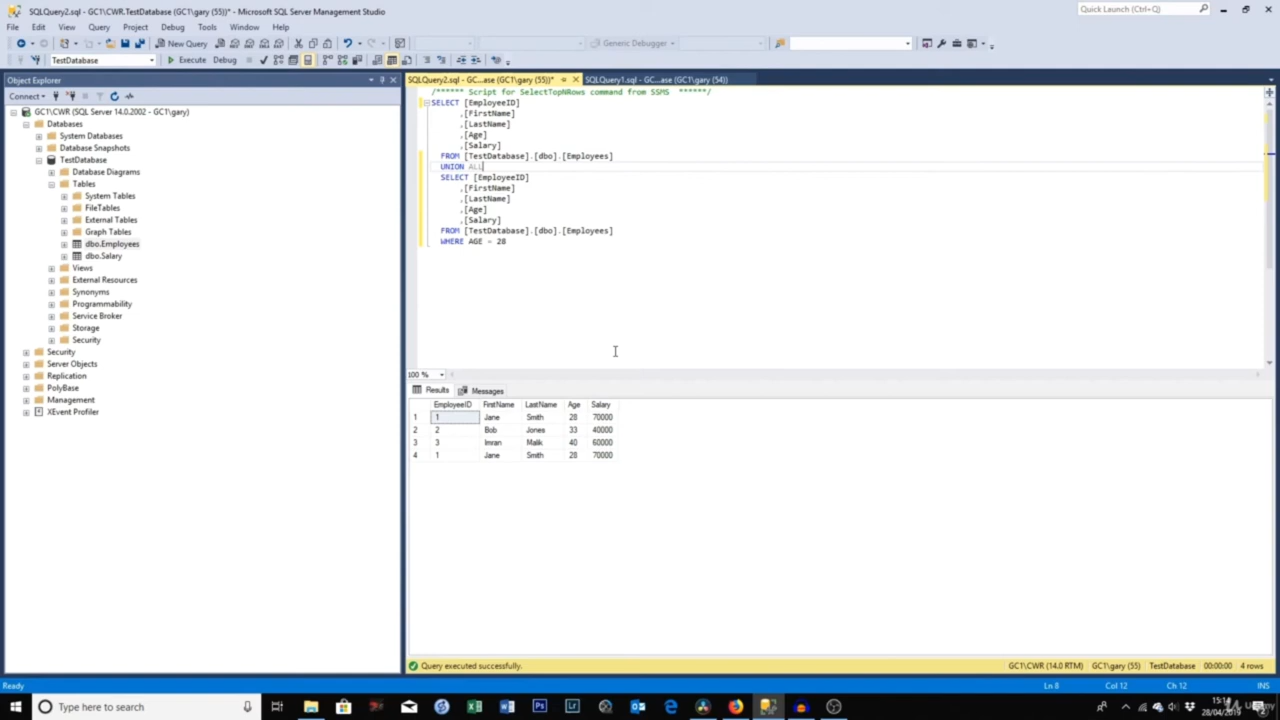 SQLQuery2.sql - GC1\CWR.TestDatabase (GC1\gary (55))* - Microsoft SQL Server Management Studio
Quick Launch (Ctrl+Q)
File Edit View Query Project Debug Tools Window Help
New Query
Generic Debugger
TestDatabase
Execute Debug
Object Explorer
SQLQuery2.sql - GC...ase (GC1\gary (55))*
SQLQuery1.sql - GC...ase (GC1\gary (54))
Connect
GC1\CWR (SQL Server 14.0.2002 - GC1\gary)
Databases
System Databases
Database Snapshots
TestDatabase
Database Diagrams
Tables
System Tables
FileTables
External Tables
Graph Tables
dbo.Employees
dbo.Salary
Views
External Resources
Synonyms
Programmability
Service Broker
Storage
Security
Security
Server Objects
Replication
PolyBase
Management
XEvent Profiler
/****** Script for SelectTopNRows command from SSMS ******/
SELECT [EmployeeID]
,[FirstName]
,[LastName]
,[Age]
,[Salary]
FROM [TestDatabase].[dbo].[Employees]
UNION ALL
SELECT [EmployeeID]
,[FirstName]
,[LastName]
,[Age]
,[Salary]
FROM [TestDatabase].[dbo].[Employees]
WHERE AGE = 28
100 %
Results Messages
EmployeeID FirstName LastName Age Salary
1 1 Jane Smith 28 70000
2 2 Bob Jones 33 40000
3 3 Imran Malik 40 60000
4 1 Jane Smith 28 70000
Query executed successfully.
GC1\CWR (14.0 RTM) GC1\gary (55) TestDatabase 00:00:00 4 rows
Ready
Ln 8 Col 12 Ch 12 INS
Type here to search
28/04/2019
Udemy